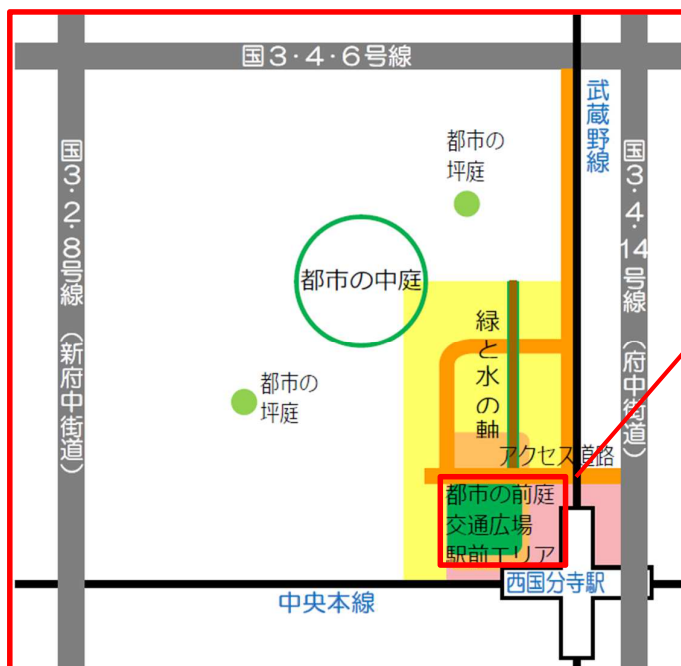 国3・4・6号線
武蔵野線
国3・2・8号線（新府中街道）
国3・4・14号線（府中街道）
都市の
坪庭
都市の中庭
緑と水の軸
都市の
坪庭
アクセス道路
都市の前庭
交通広場
駅前エリア
西国分寺駅
中央本線